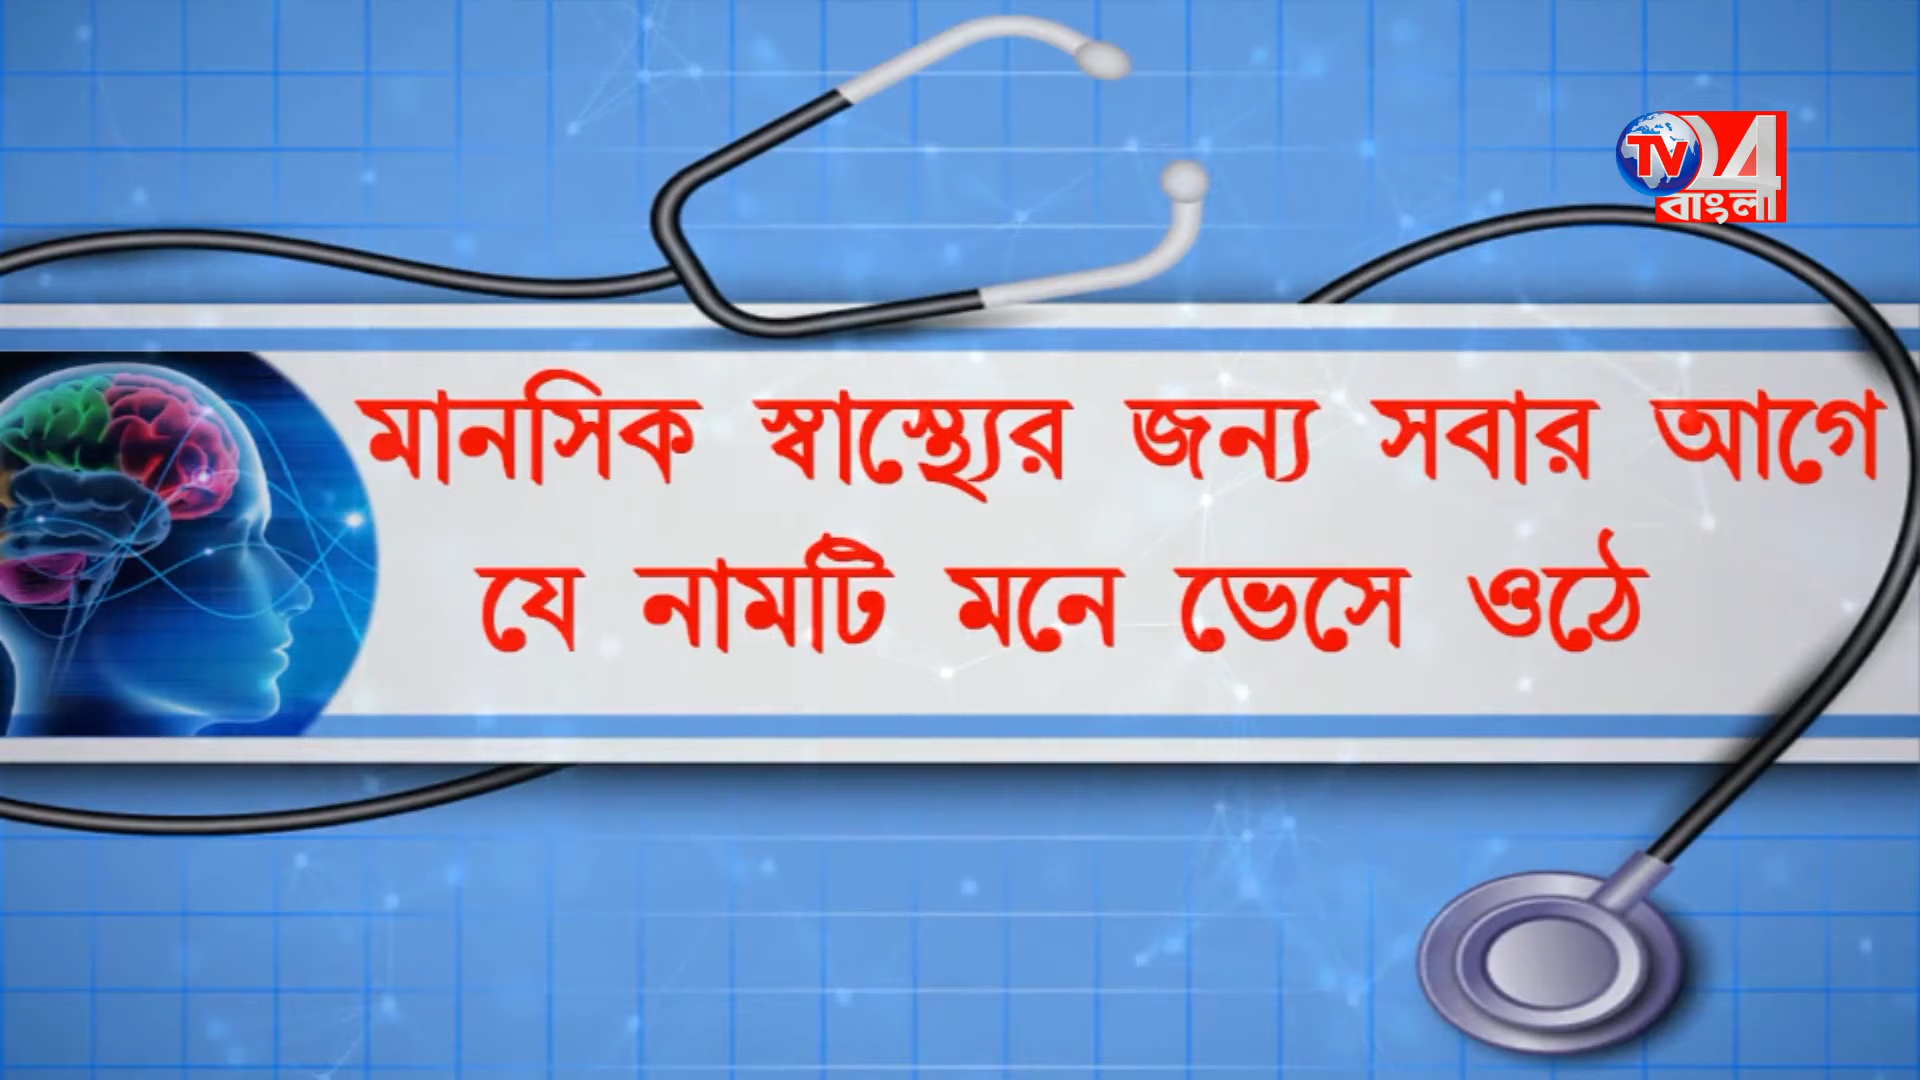 TV 24
বাংলা
মানসিক স্বাস্থ্যের জন্য সবার আগে
যে নামটি মনে ভেসে ওঠে